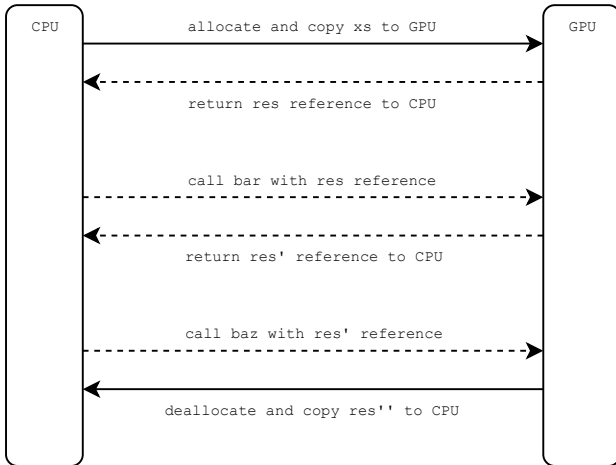 CPU
allocate and copy xs to GPU
GPU
return res reference to CPU
call bar with res reference
return res' reference to CPU
call baz with res' reference
deallocate and copy res'' to CPU